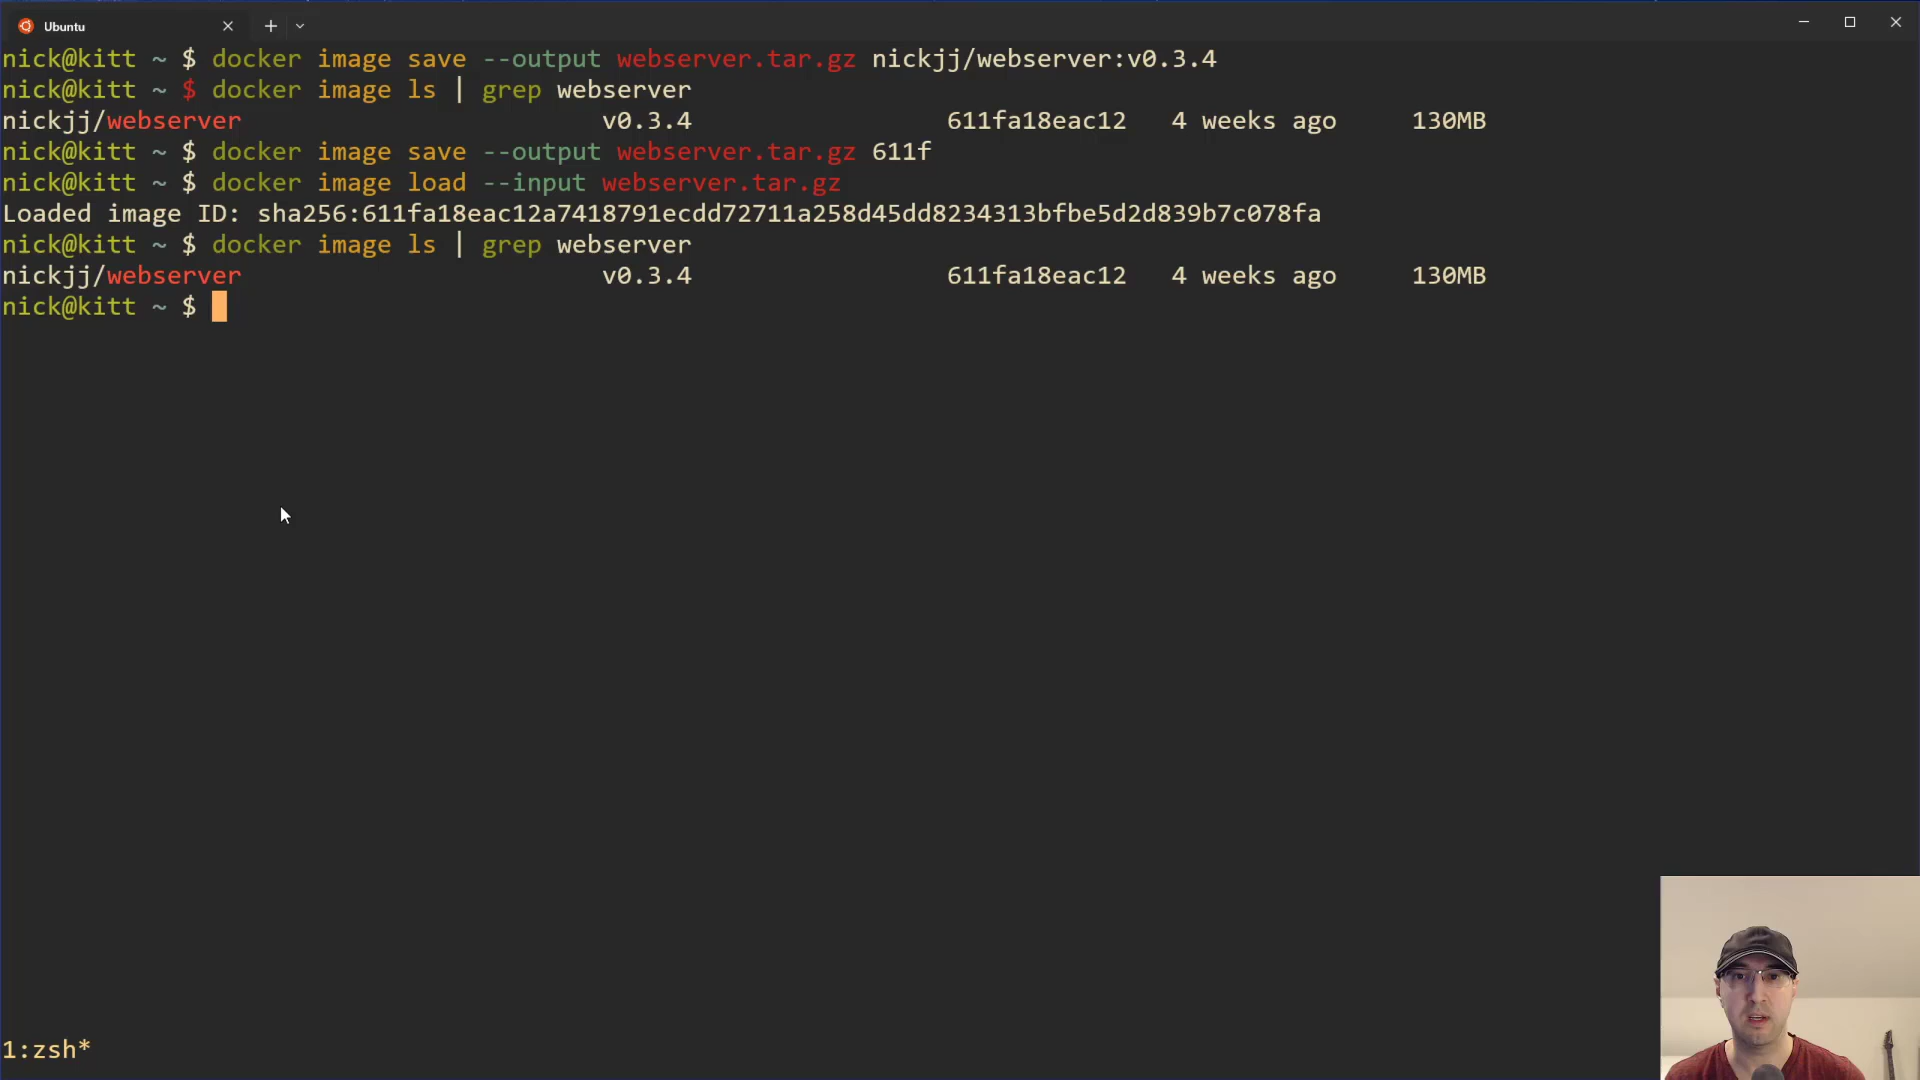 Ubuntu
nick@kitt ~ $ docker image save --output webserver.tar.gz nickjj/webserver:v0.3.4
nick@kitt ~ $ docker image ls | grep webserver
nickjj/webserver v0.3.4 611fa18eac12 4 weeks ago 130MB
nick@kitt ~ $ docker image save --output webserver.tar.gz 611f
nick@kitt ~ $ docker image load --input webserver.tar.gz
Loaded image ID: sha256:611fa18eac12a7418791ecdd72711a258d45dd8234313bfbe5d2d839b7c078fa
nick@kitt ~ $ docker image ls | grep webserver
nickjj/webserver v0.3.4 611fa18eac12 4 weeks ago 130MB
nick@kitt ~ $
1:zsh*